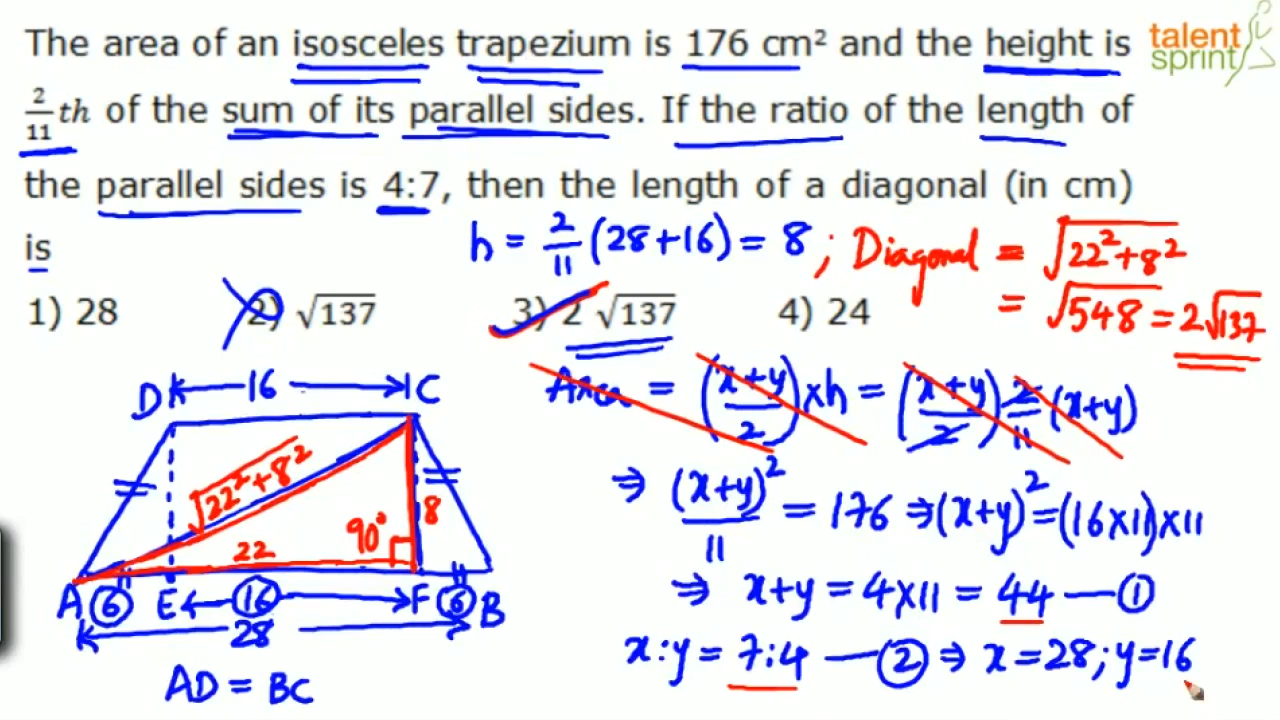 The area of an isosceles trapezium is 176 cm² and the height is
talent
sprint
2/11 th of the sum of its parallel sides. If the ratio of the length of
the parallel sides is 4:7, then the length of a diagonal (in cm)
is
h = 2/11 (28+16) = 8 ; Diagonal = √22²+8²
= √548 = 2√137
1) 28 2) √137 3) 2 √137 4) 24
Area = (x+y/2) × h = (x+y/2) 2/11 (x+y)
⇒ (x+y)²/11 = 176 ⇒ (x+y)² = (16×11)×11
⇒ x+y = 4×11 = 44 — ①
x:y = 7:4 — ② ⇒ x=28; y=16
D 16 C
√22²+8²
8
90°
22
A 6 E 16 F 6 B
28
AD = BC